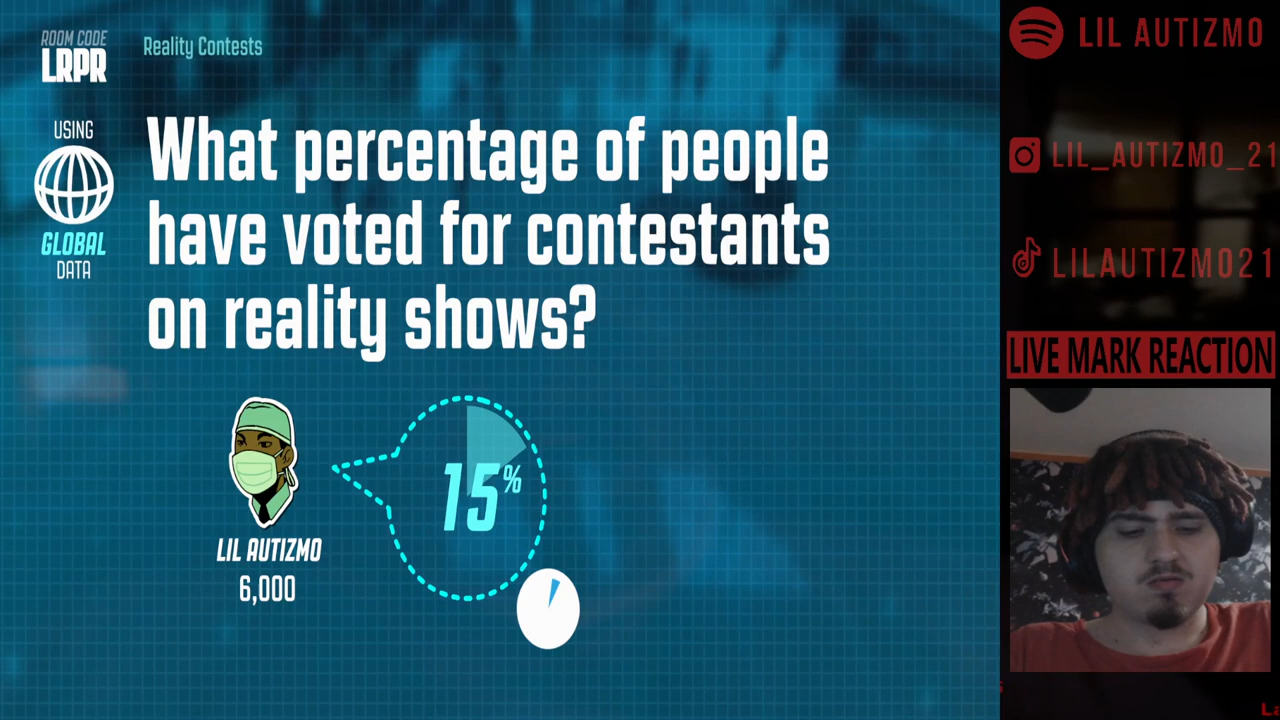 ROOM CODE
LRPR
Reality Contests
USING
GLOBAL
DATA
What percentage of people
have voted for contestants
on reality shows?
15%
LIL AUTIZMO
6,000
LIL AUTIZMO
LIL_AUTIZMO_21
LILAUTIZMO21
LIVE MARK REACTION